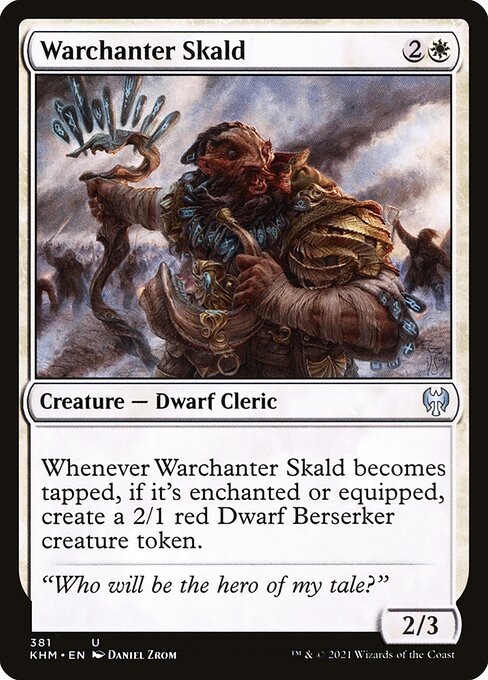 Warchanter Skald 2
Creature — Dwarf Cleric
Whenever Warchanter Skald becomes
tapped, if it's enchanted or equipped,
create a 2/1 red Dwarf Berserker
creature token.
“Who will be the hero of my tale?”
2/3
381 U
KHM • EN Daniel Zrom
™ & © 2021 Wizards of the Coast